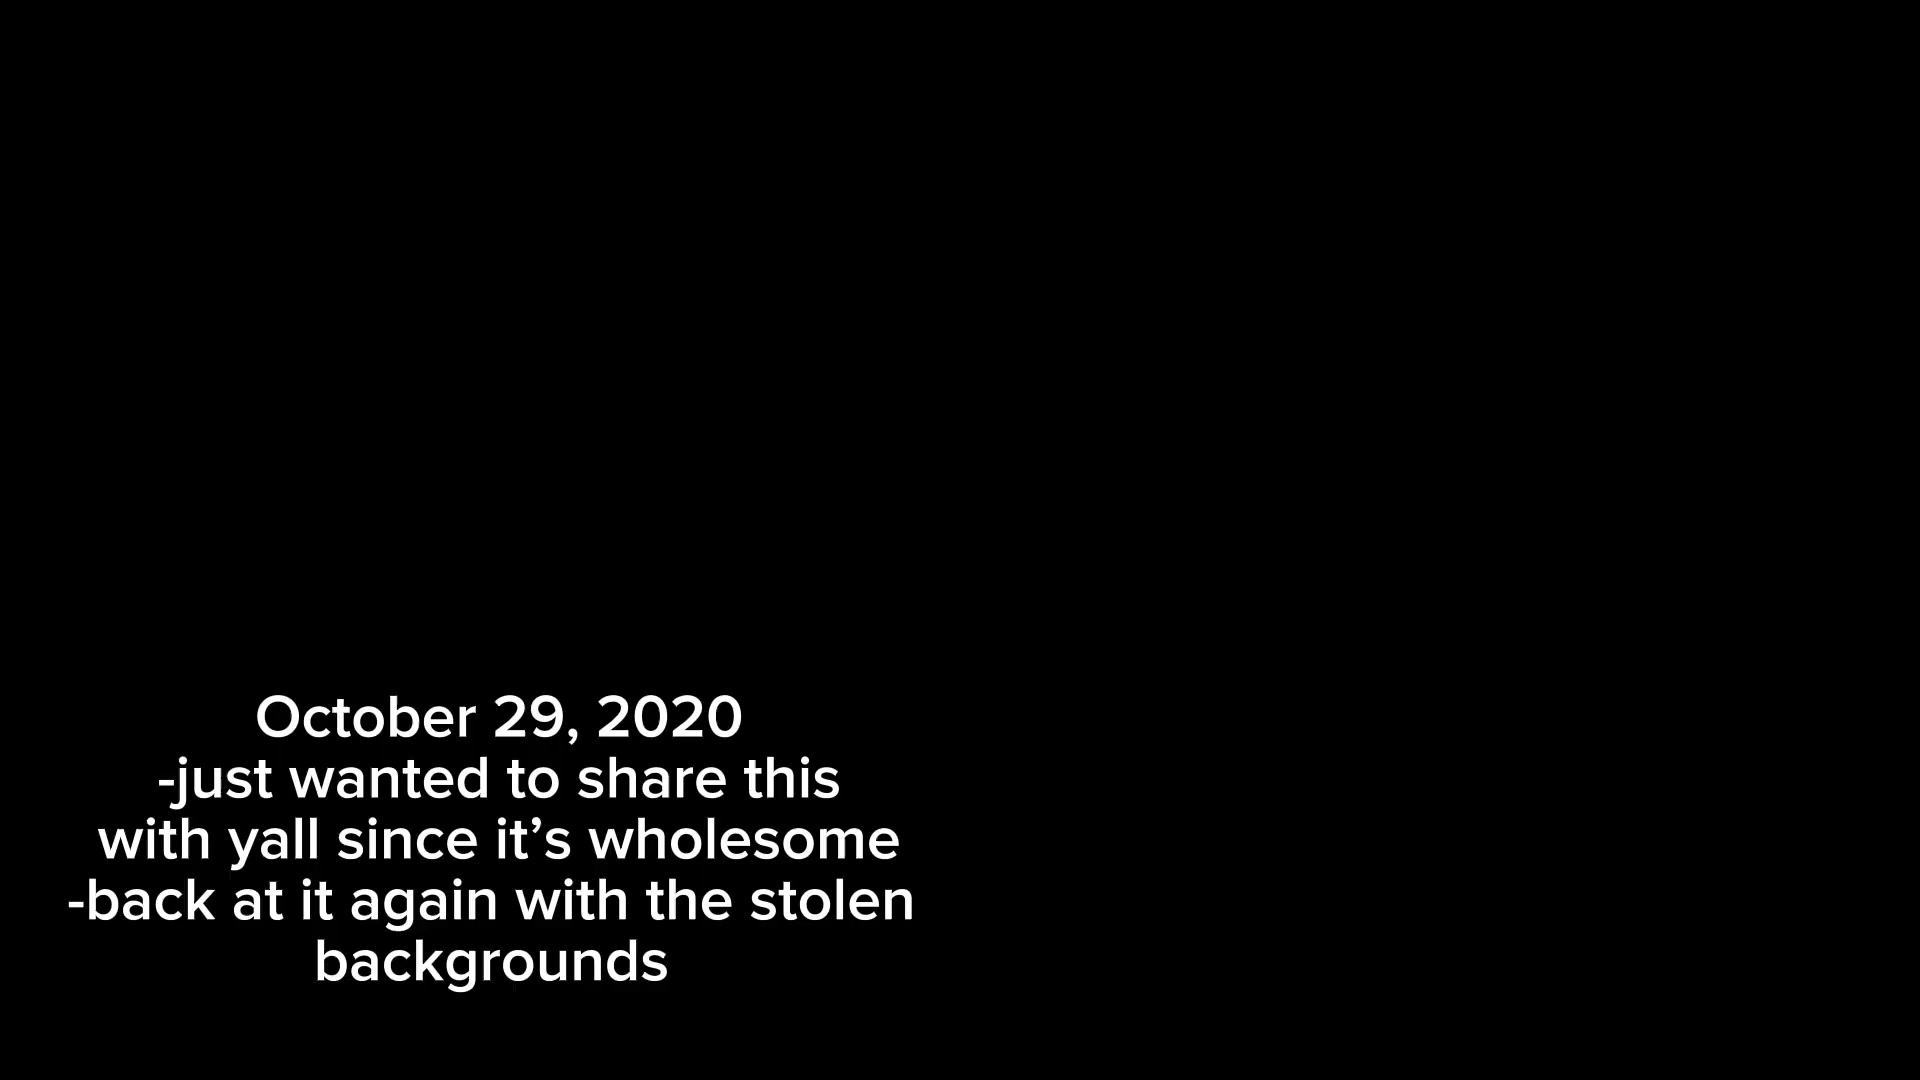 October 29, 2020
-just wanted to share this
with yall since it’s wholesome
-back at it again with the stolen
backgrounds